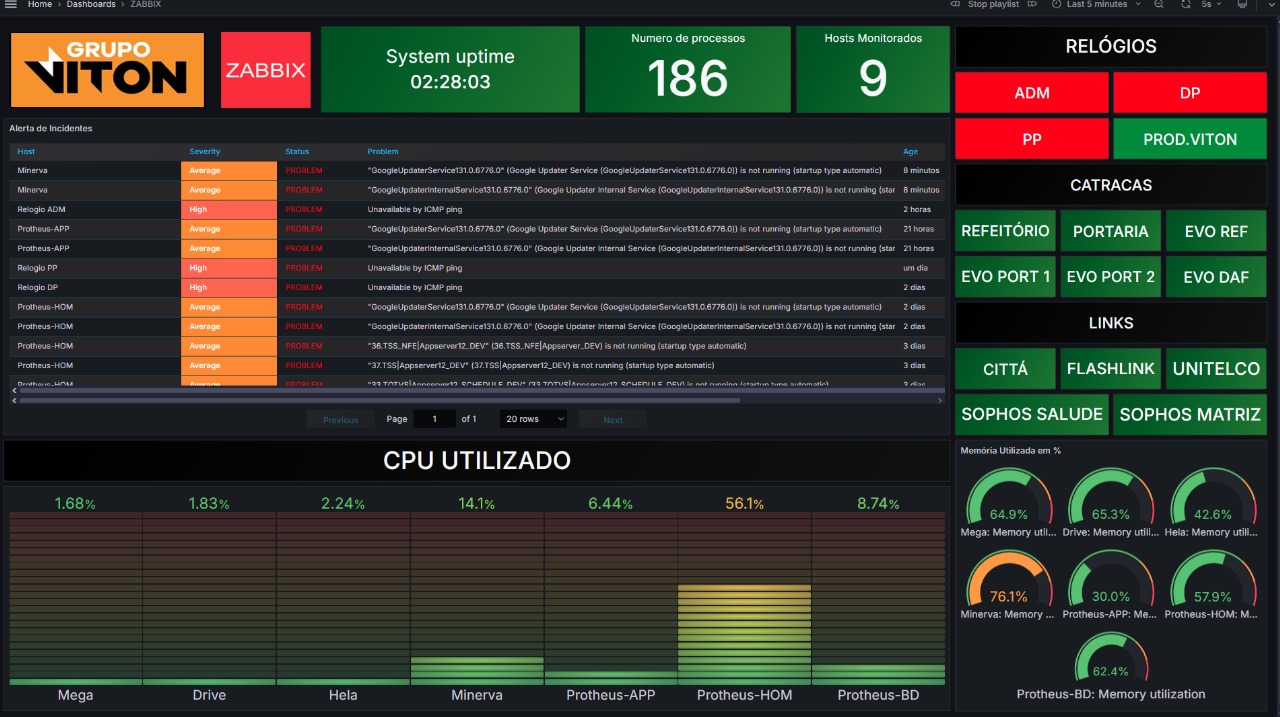 Home › Dashboards › ZABBIX
Stop playlist
Last 5 minutes
5s
GRUPO
VITON
ZABBIX
System uptime
02:28:03
Numero de processos
186
Hosts Monitorados
9
RELÓGIOS
ADM
DP
PP
PROD.VITON
CATRACAS
REFEITÓRIO
PORTARIA
EVO REF
EVO PORT 1
EVO PORT 2
EVO DAF
LINKS
CITTÁ
FLASHLINK
UNITELCO
SOPHOS SALUDE
SOPHOS MATRIZ
Alerta de Incidentes
Host Severity Status Problem Age
Minerva Average PROBLEM "GoogleUpdaterService131.0.6776.0" (Google Updater Service (GoogleUpdaterService131.0.6776.0)) is not running (startup type automatic) 8 minutos
Minerva Average PROBLEM "GoogleUpdaterInternalService131.0.6776.0" (Google Updater Internal Service (GoogleUpdaterInternalService131.0.6776.0)) is not running (star 8 minutos
Relogio ADM High PROBLEM Unavailable by ICMP ping 2 horas
Protheus-APP Average PROBLEM "GoogleUpdaterService131.0.6776.0" (Google Updater Service (GoogleUpdaterService131.0.6776.0)) is not running (startup type automatic) 21 horas
Protheus-APP Average PROBLEM "GoogleUpdaterInternalService131.0.6776.0" (Google Updater Internal Service (GoogleUpdaterInternalService131.0.6776.0)) is not running (star 21 horas
Relogio PP High PROBLEM Unavailable by ICMP ping um dia
Relogio DP High PROBLEM Unavailable by ICMP ping 2 dias
Protheus-HOM Average PROBLEM "GoogleUpdaterService131.0.6776.0" (Google Updater Service (GoogleUpdaterService131.0.6776.0)) is not running (startup type automatic) 2 dias
Protheus-HOM Average PROBLEM "GoogleUpdaterInternalService131.0.6776.0" (Google Updater Internal Service (GoogleUpdaterInternalService131.0.6776.0)) is not running (star 2 dias
Protheus-HOM Average PROBLEM "36.TSS_NFE|Appserver12_DEV" (36.TSS_NFE|Appserver_DEV) is not running (startup type automatic) 3 dias
Protheus-HOM Average PROBLEM "37.TSS|Appserver12_DEV" (37.TSS|Appserver12_DEV) is not running (startup type automatic) 3 dias
Protheus-HOM Average PROBLEM "33.TOTVS|Appserver12_SCHEDULE_DEV" (33.TOTVS|Appserver12_SCHEDULE_DEV) is not running (startup type automatic) 3 dias
Previous Page 1 of 1 20 rows Next
CPU UTILIZADO
1.68% 1.83% 2.24% 14.1% 6.44% 56.1% 8.74%
Mega Drive Hela Minerva Protheus-APP Protheus-HOM Protheus-BD
Memória Utilizada em %
64.9% 65.3% 42.6%
Mega: Memory util... Drive: Memory utili... Hela: Memory utili...
76.1% 30.0% 57.9%
Minerva: Memory ... Protheus-APP: Me... Protheus-HOM: M...
62.4%
Protheus-BD: Memory utilization